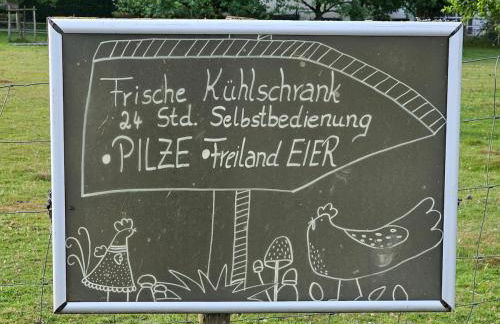 Frische Kühlschrank
24 Std. Selbstbedienung
•PILZE •Freiland EIER